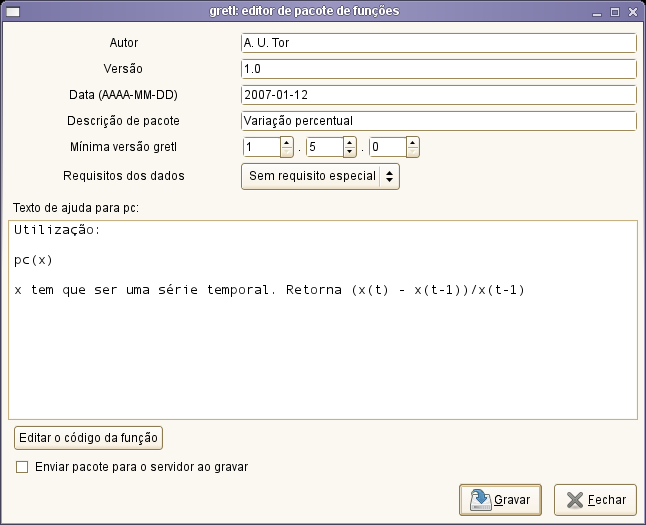 gretl: editor de pacote de funções
Autor A. U. Tor
Versão 1.0
Data (AAAA-MM-DD) 2007-01-12
Descrição de pacote Variação percentual
Mínima versão gretl 1 . 5 . 0
Requisitos dos dados Sem requisito especial
Texto de ajuda para pc:
Utilização:
pc(x)
x tem que ser uma série temporal. Retorna (x(t) - x(t-1))/x(t-1)
Editar o código da função
Enviar pacote para o servidor ao gravar
Gravar Fechar